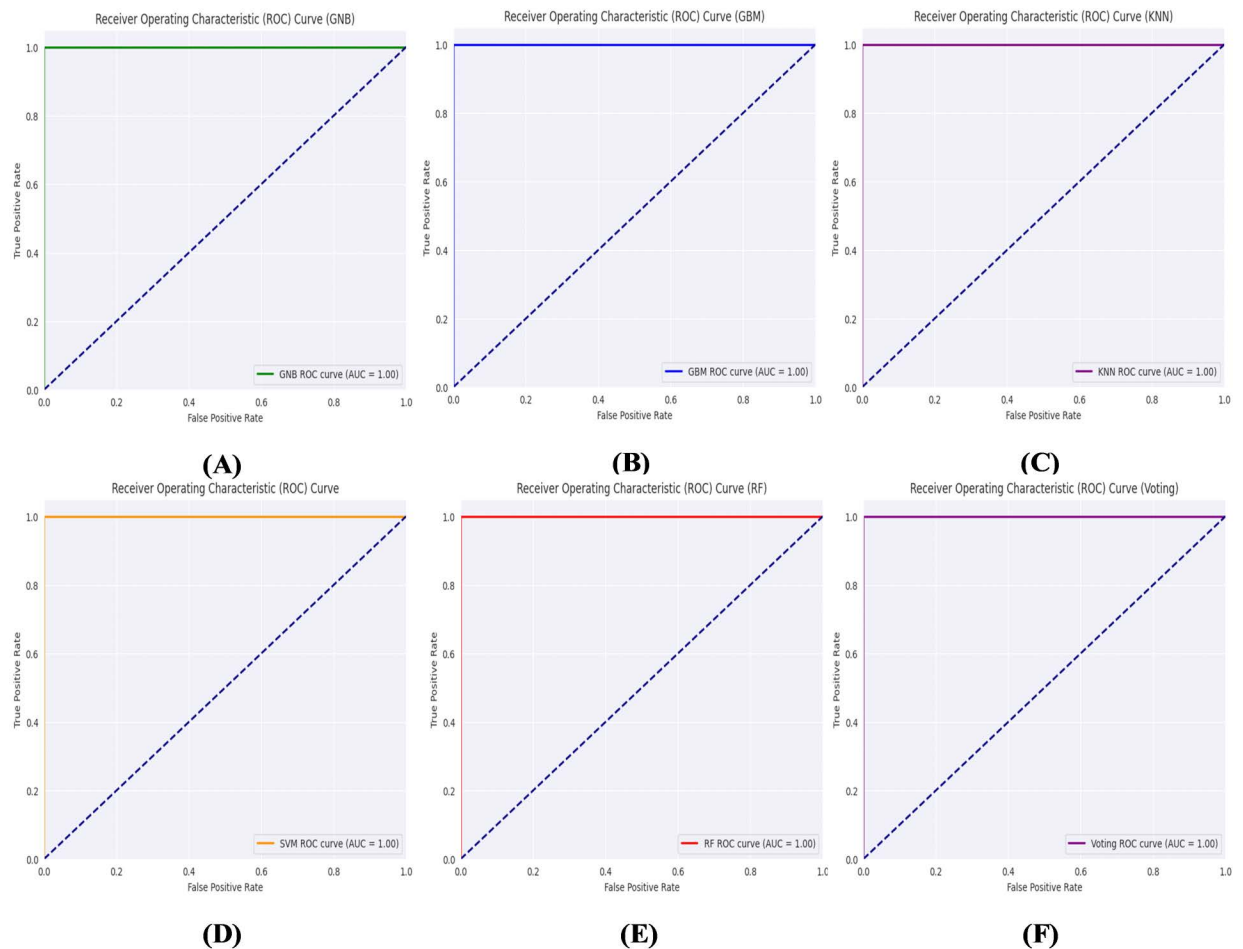 Receiver Operating Characteristic (ROC) Curve (GNB)
1.0
0.8
0.6
0.4
0.2
0.0
True Positive Rate
GNB ROC curve (AUC = 1.00)
0.0 0.2 0.4 0.6 0.8 1.0
False Positive Rate
(A)
Receiver Operating Characteristic (ROC) Curve (GBM)
1.0
0.8
0.6
0.4
0.2
0.0
True Positive Rate
GBM ROC curve (AUC = 1.00)
0.0 0.2 0.4 0.6 0.8 1.0
False Positive Rate
(B)
Receiver Operating Characteristic (ROC) Curve (KNN)
1.0
0.8
0.6
0.4
0.2
0.0
True Positive Rate
KNN ROC curve (AUC = 1.00)
0.0 0.2 0.4 0.6 0.8 1.0
False Positive Rate
(C)
Receiver Operating Characteristic (ROC) Curve
1.0
0.8
0.6
0.4
0.2
0.0
True Positive Rate
SVM ROC curve (AUC = 1.00)
0.0 0.2 0.4 0.6 0.8 1.0
False Positive Rate
(D)
Receiver Operating Characteristic (ROC) Curve (RF)
1.0
0.8
0.6
0.4
0.2
0.0
True Positive Rate
RF ROC curve (AUC = 1.00)
0.0 0.2 0.4 0.6 0.8 1.0
False Positive Rate
(E)
Receiver Operating Characteristic (ROC) Curve (Voting)
1.0
0.8
0.6
0.4
0.2
0.0
True Positive Rate
Voting ROC curve (AUC = 1.00)
0.0 0.2 0.4 0.6 0.8 1.0
False Positive Rate
(F)